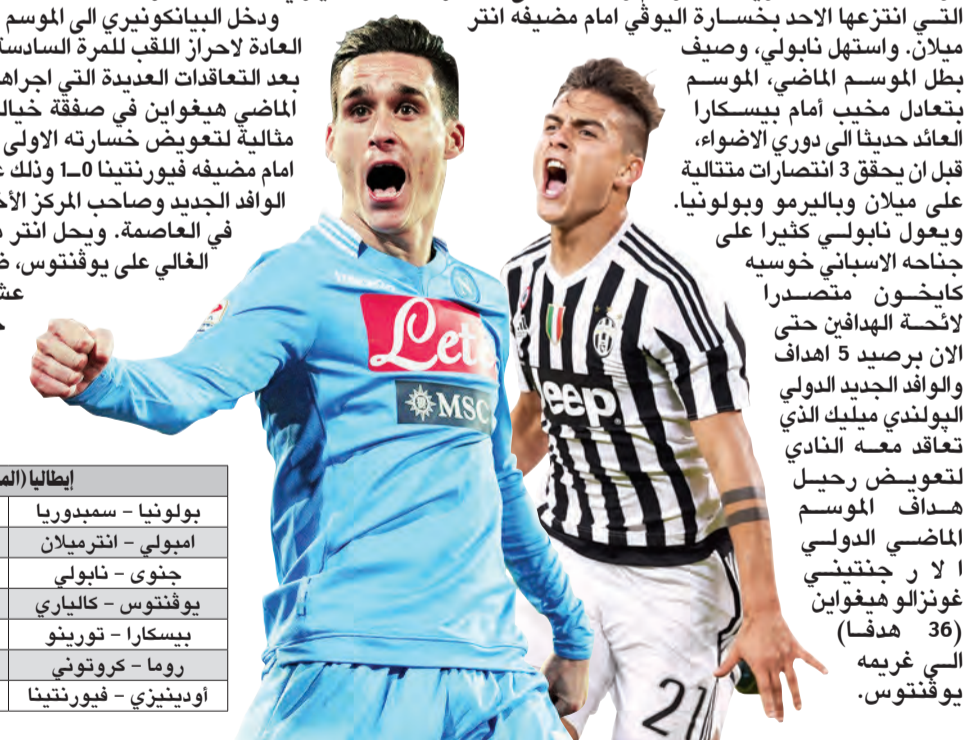 التي انتزعها الاحد بخسارة اليوڤي امام مضيفه انتر
ميلان. واستهل نابولي، وصيف
بطل الموسم الماضي، الموسم
بتعادل مخيب أمام بيسكارا
العائد حديثا الى دوري الاضواء،
قبل ان يحقق 3 انتصارات متتالية
على ميلان وباليرمو وبولونيا.
ويعول نابولي كثيرا على
جناحه الاسباني خوسيه
كايخون متصدرا
لائحة الهدافين حتى
الان برصيد 5 اهداف
والوافد الجديد الدولي
الپولندي ميليك الذي
تعاقد معه النادي
لتعويض رحيل
هداف الموسم
الماضي الدولي
ا لا ر جنتيني
غونزالو هيغواين
(36 هدفا)
الى غريمه
يوڤنتوس.
ودخل البيانكونيري الى الموسم
العادة لاحراز اللقب للمرة السادسة
بعد التعاقدات العديدة التي اجراها
الماضي هيغواين في صفقة
مثالية لتعويض خسارته الاولى
امام مضيفه فيورنتينا 0–1 وذلك
الوافد الجديد وصاحب المركز
في العاصمة. ويحل انتر
الغالي على يوڤنتوس،
إيطاليا
بولونيا – سمبدوريا
امبولي – انترميلان
جنوى – نابولي
يوڤنتوس – كالياري
بيسكارا – تورينو
روما – كروتوني
أودينيزي – فيورنتينا
Lete
MSC
Jeep
21